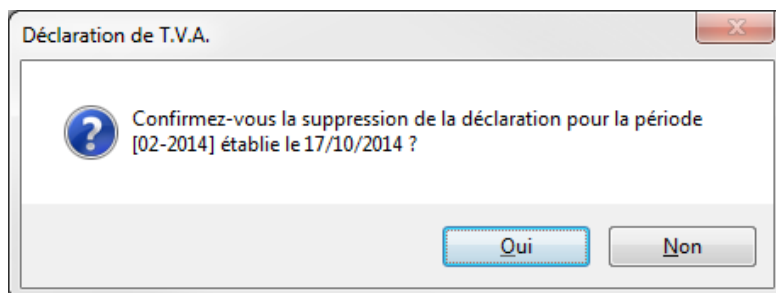 Déclaration de T.V.A.
Confirmez-vous la suppression de la déclaration pour la période
[02-2014] établie le 17/10/2014 ?
Oui
Non